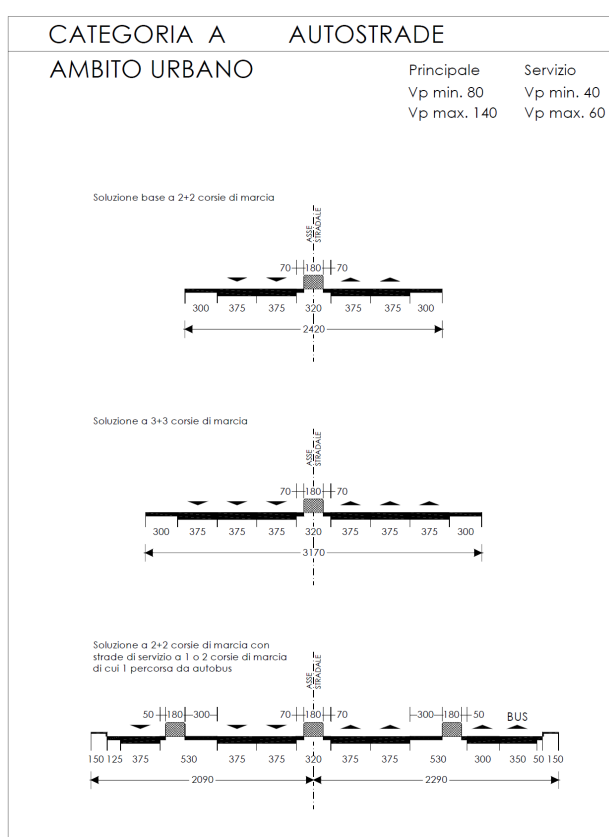 CATEGORIA A AUTOSTRADE
AMBITO URBANO
Principale Servizio
Vp min. 80 Vp min. 40
Vp max. 140 Vp max. 60
Soluzione base a 2+2 corsie di marcia
ASSE
STRADALE
70 180 70
300 375 375 320 375 375 300
2420
Soluzione a 3+3 corsie di marcia
ASSE
STRADALE
70 180 70
300 375 375 375 320 375 375 375 300
3170
Soluzione a 2+2 corsie di marcia con
strade di servizio a 1 o 2 corsie di marcia
di cui 1 percorsa da autobus
ASSE
STRADALE
50 180 300 70 180 70 300 180 50 BUS
150 125 375 530 375 375 320 375 375 530 300 350 50 150
2090 2290